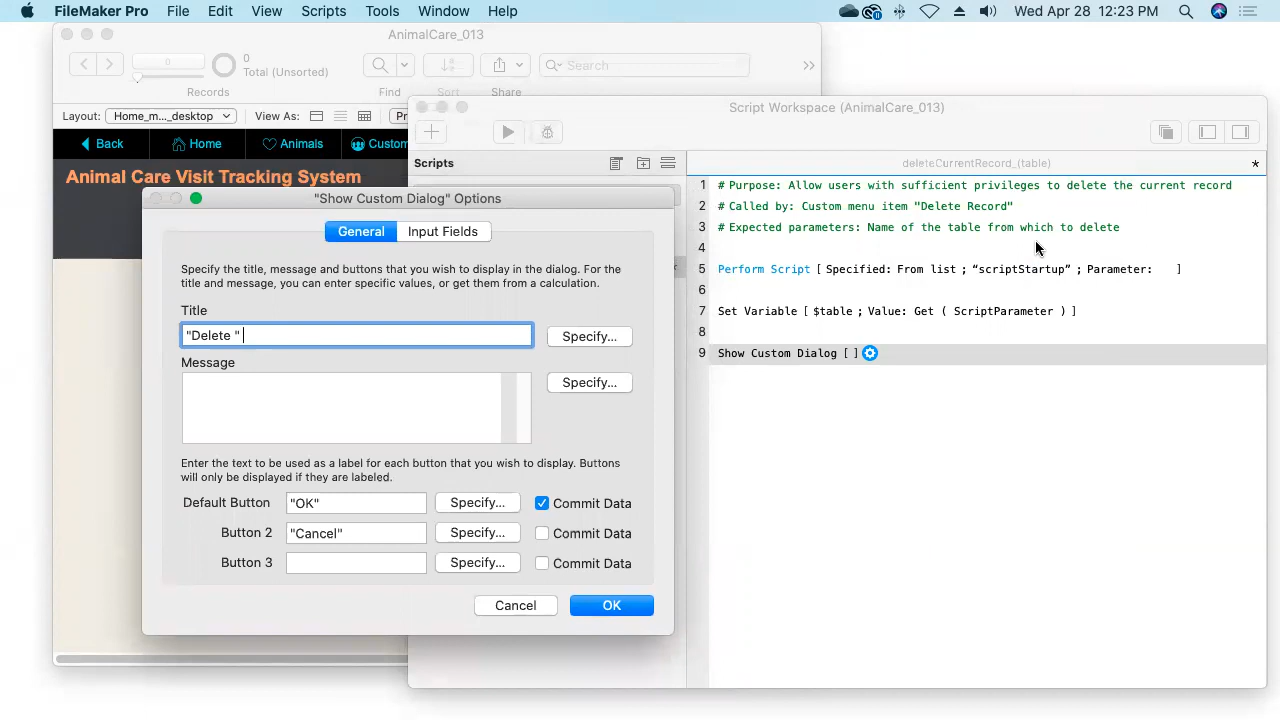 FileMaker Pro File Edit View Scripts Tools Window Help Wed Apr 28 12:23 PM
AnimalCare_013
0
0
Total (Unsorted)
Search
Records Find Sort Share
Layout: Home_m..._desktop View As: Pr
Back Home Animals Custom
Animal Care Visit Tracking System
Script Workspace (AnimalCare_013)
Scripts
deleteCurrentRecord_(table) *
1 # Purpose: Allow users with sufficient privileges to delete the current record
2 # Called by: Custom menu item "Delete Record"
3 # Expected parameters: Name of the table from which to delete
4
5 Perform Script [ Specified: From list ; “scriptStartup” ; Parameter: ]
6
7 Set Variable [ $table ; Value: Get ( ScriptParameter ) ]
8
9 Show Custom Dialog [ ]
"Show Custom Dialog" Options
General Input Fields
Specify the title, message and buttons that you wish to display in the dialog. For the
title and message, you can enter specific values, or get them from a calculation.
Title
"Delete " Specify...
Message
Specify...
Enter the text to be used as a label for each button that you wish to display. Buttons
will only be displayed if they are labeled.
Default Button "OK" Specify... Commit Data
Button 2 "Cancel" Specify... Commit Data
Button 3 Specify... Commit Data
Cancel OK